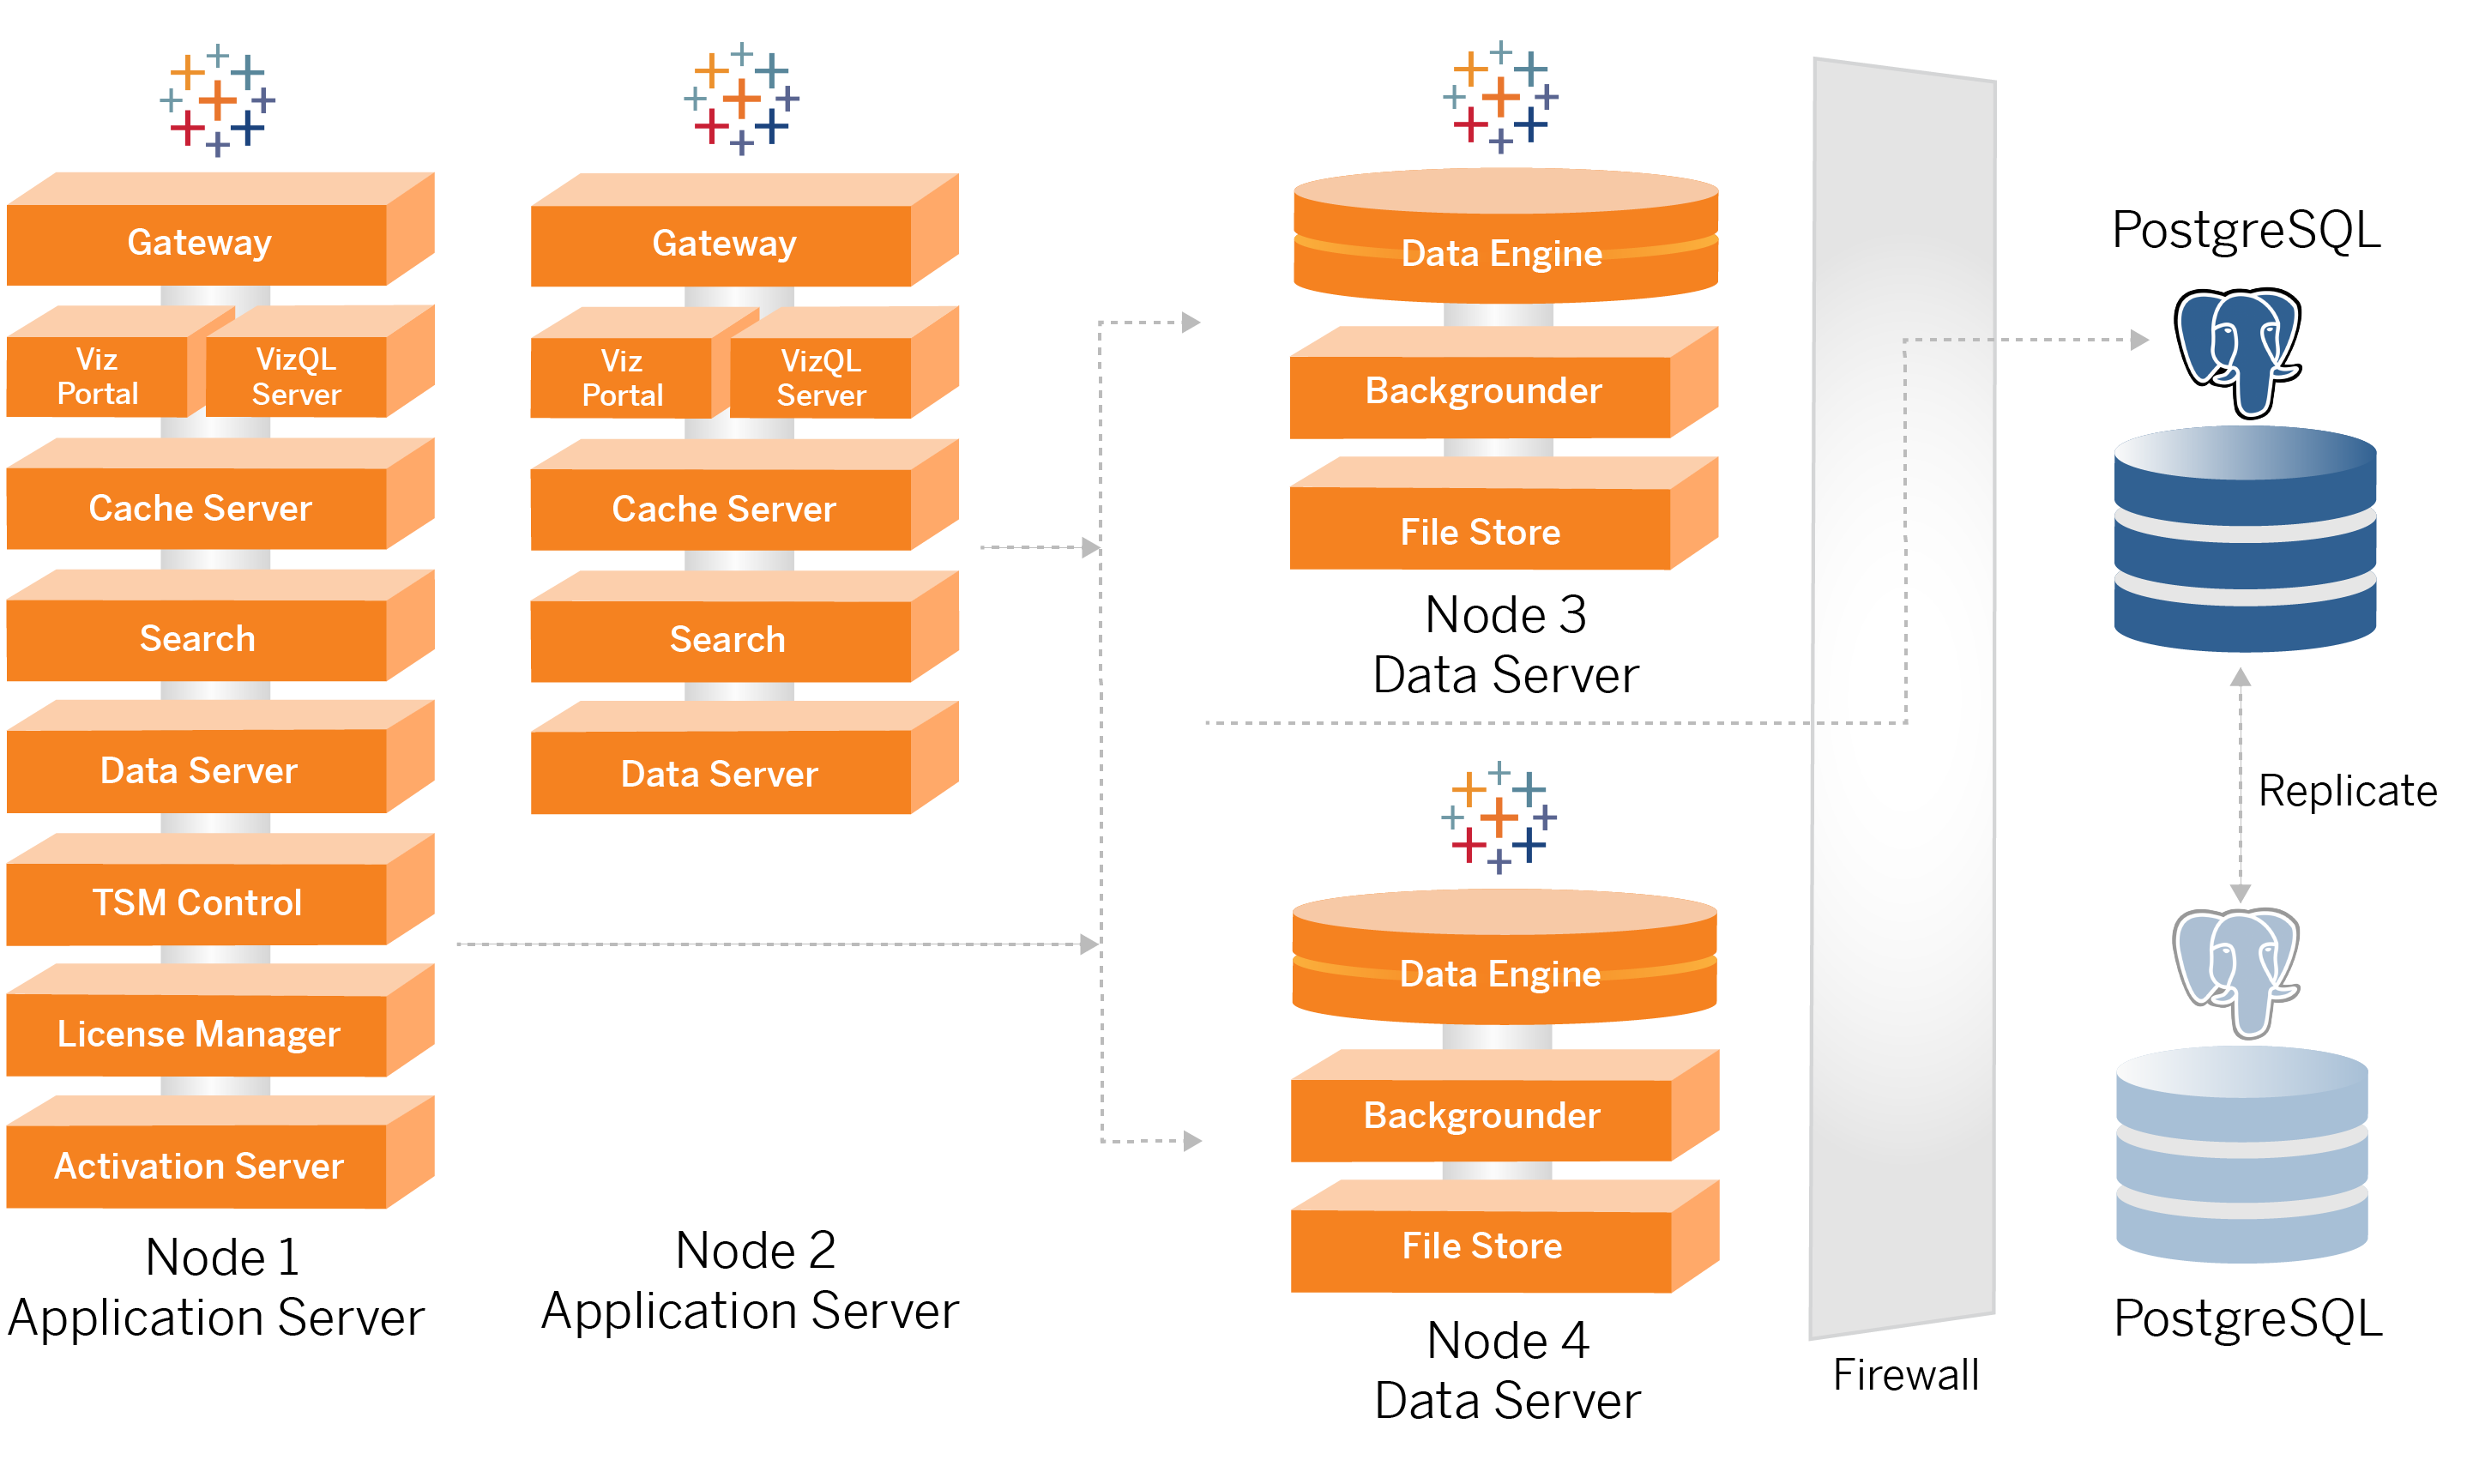 Gateway
Viz
Portal
VizQL
Server
Cache Server
Search
Data Server
TSM Control
License Manager
Activation Server
Node 1
Application Server
Gateway
Viz
Portal
VizQL
Server
Cache Server
Search
Data Server
Node 2
Application Server
Data Engine
Backgrounder
File Store
Node 3
Data Server
Data Engine
Backgrounder
File Store
Node 4
Data Server
Firewall
PostgreSQL
Replicate
PostgreSQL